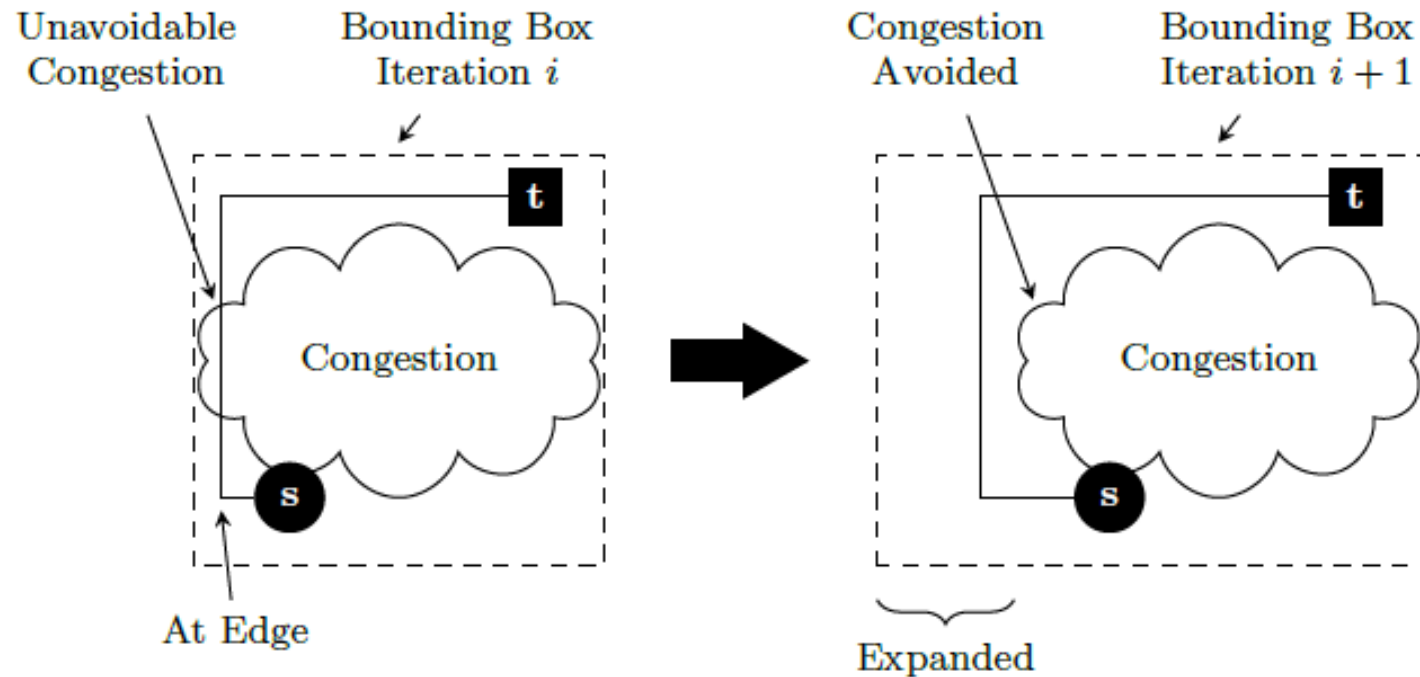 Unavoidable
Congestion
Bounding Box
Iteration i
t
Congestion
s
At Edge
Congestion
Avoided
Bounding Box
Iteration i + 1
t
Congestion
s
Expanded